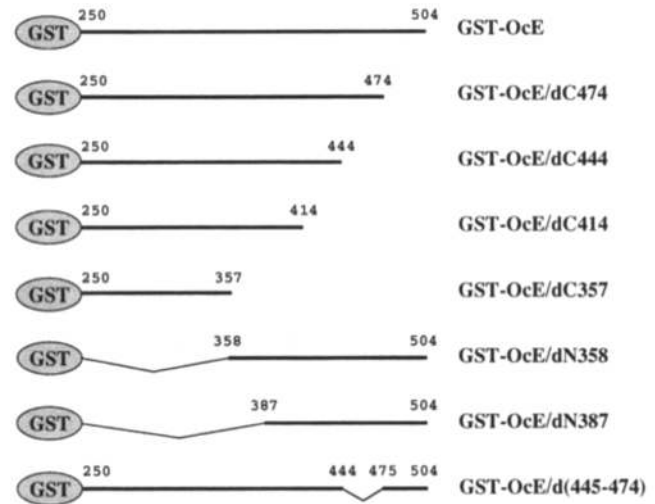 250 504
GST GST-OcE
250 474
GST GST-OcE/dC474
250 444
GST GST-OcE/dC444
250 414
GST GST-OcE/dC414
250 357
GST GST-OcE/dC357
358 504
GST GST-OcE/dN358
387 504
GST GST-OcE/dN387
250 444 475 504
GST GST-OcE/d(445-474)